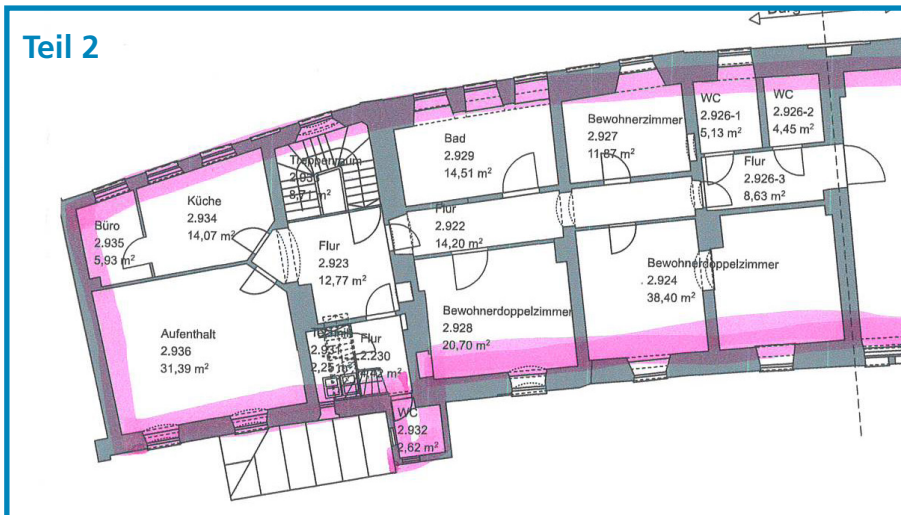 Teil 2
Büro
2.935
5,93 m²
Küche
2.934
14,07 m²
Treppenraum
8,71 m²
Bad
2.929
14,51 m²
Bewohnerzimmer
2.927
11,87 m²
WC
2.926-1
5,13 m²
WC
2.926-2
4,45 m²
Flur
2.926-3
8,63 m²
Flur
2.922
14,20 m²
Flur
2.923
12,77 m²
Aufenthalt
2.936
31,39 m²
Flur
2.230
Bewohnerdoppelzimmer
2.928
20,70 m²
Bewohnerdoppelzimmer
2.924
38,40 m²
WC
2.932
2,62 m²